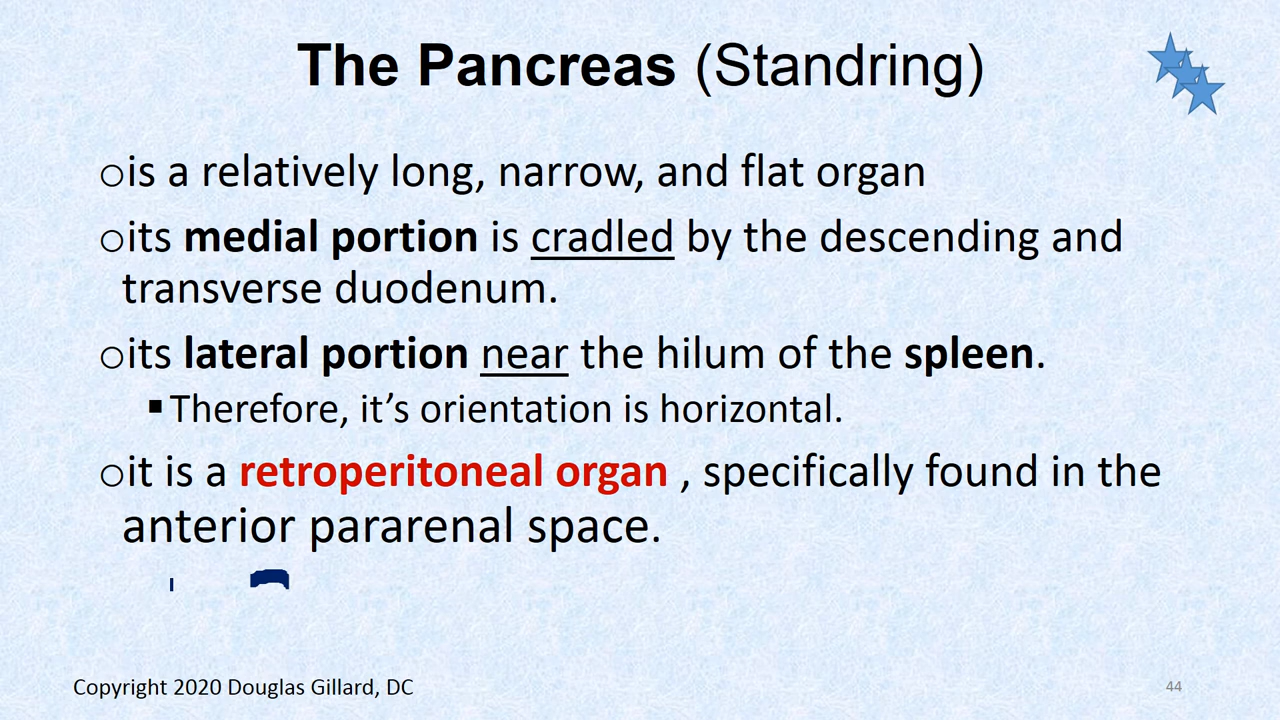 The Pancreas (Standring)
○is a relatively long, narrow, and flat organ
○its medial portion is cradled by the descending and
transverse duodenum.
○its lateral portion near the hilum of the spleen.
▪Therefore, it’s orientation is horizontal.
○it is a retroperitoneal organ , specifically found in the
anterior pararenal space.
Copyright 2020 Douglas Gillard, DC
44